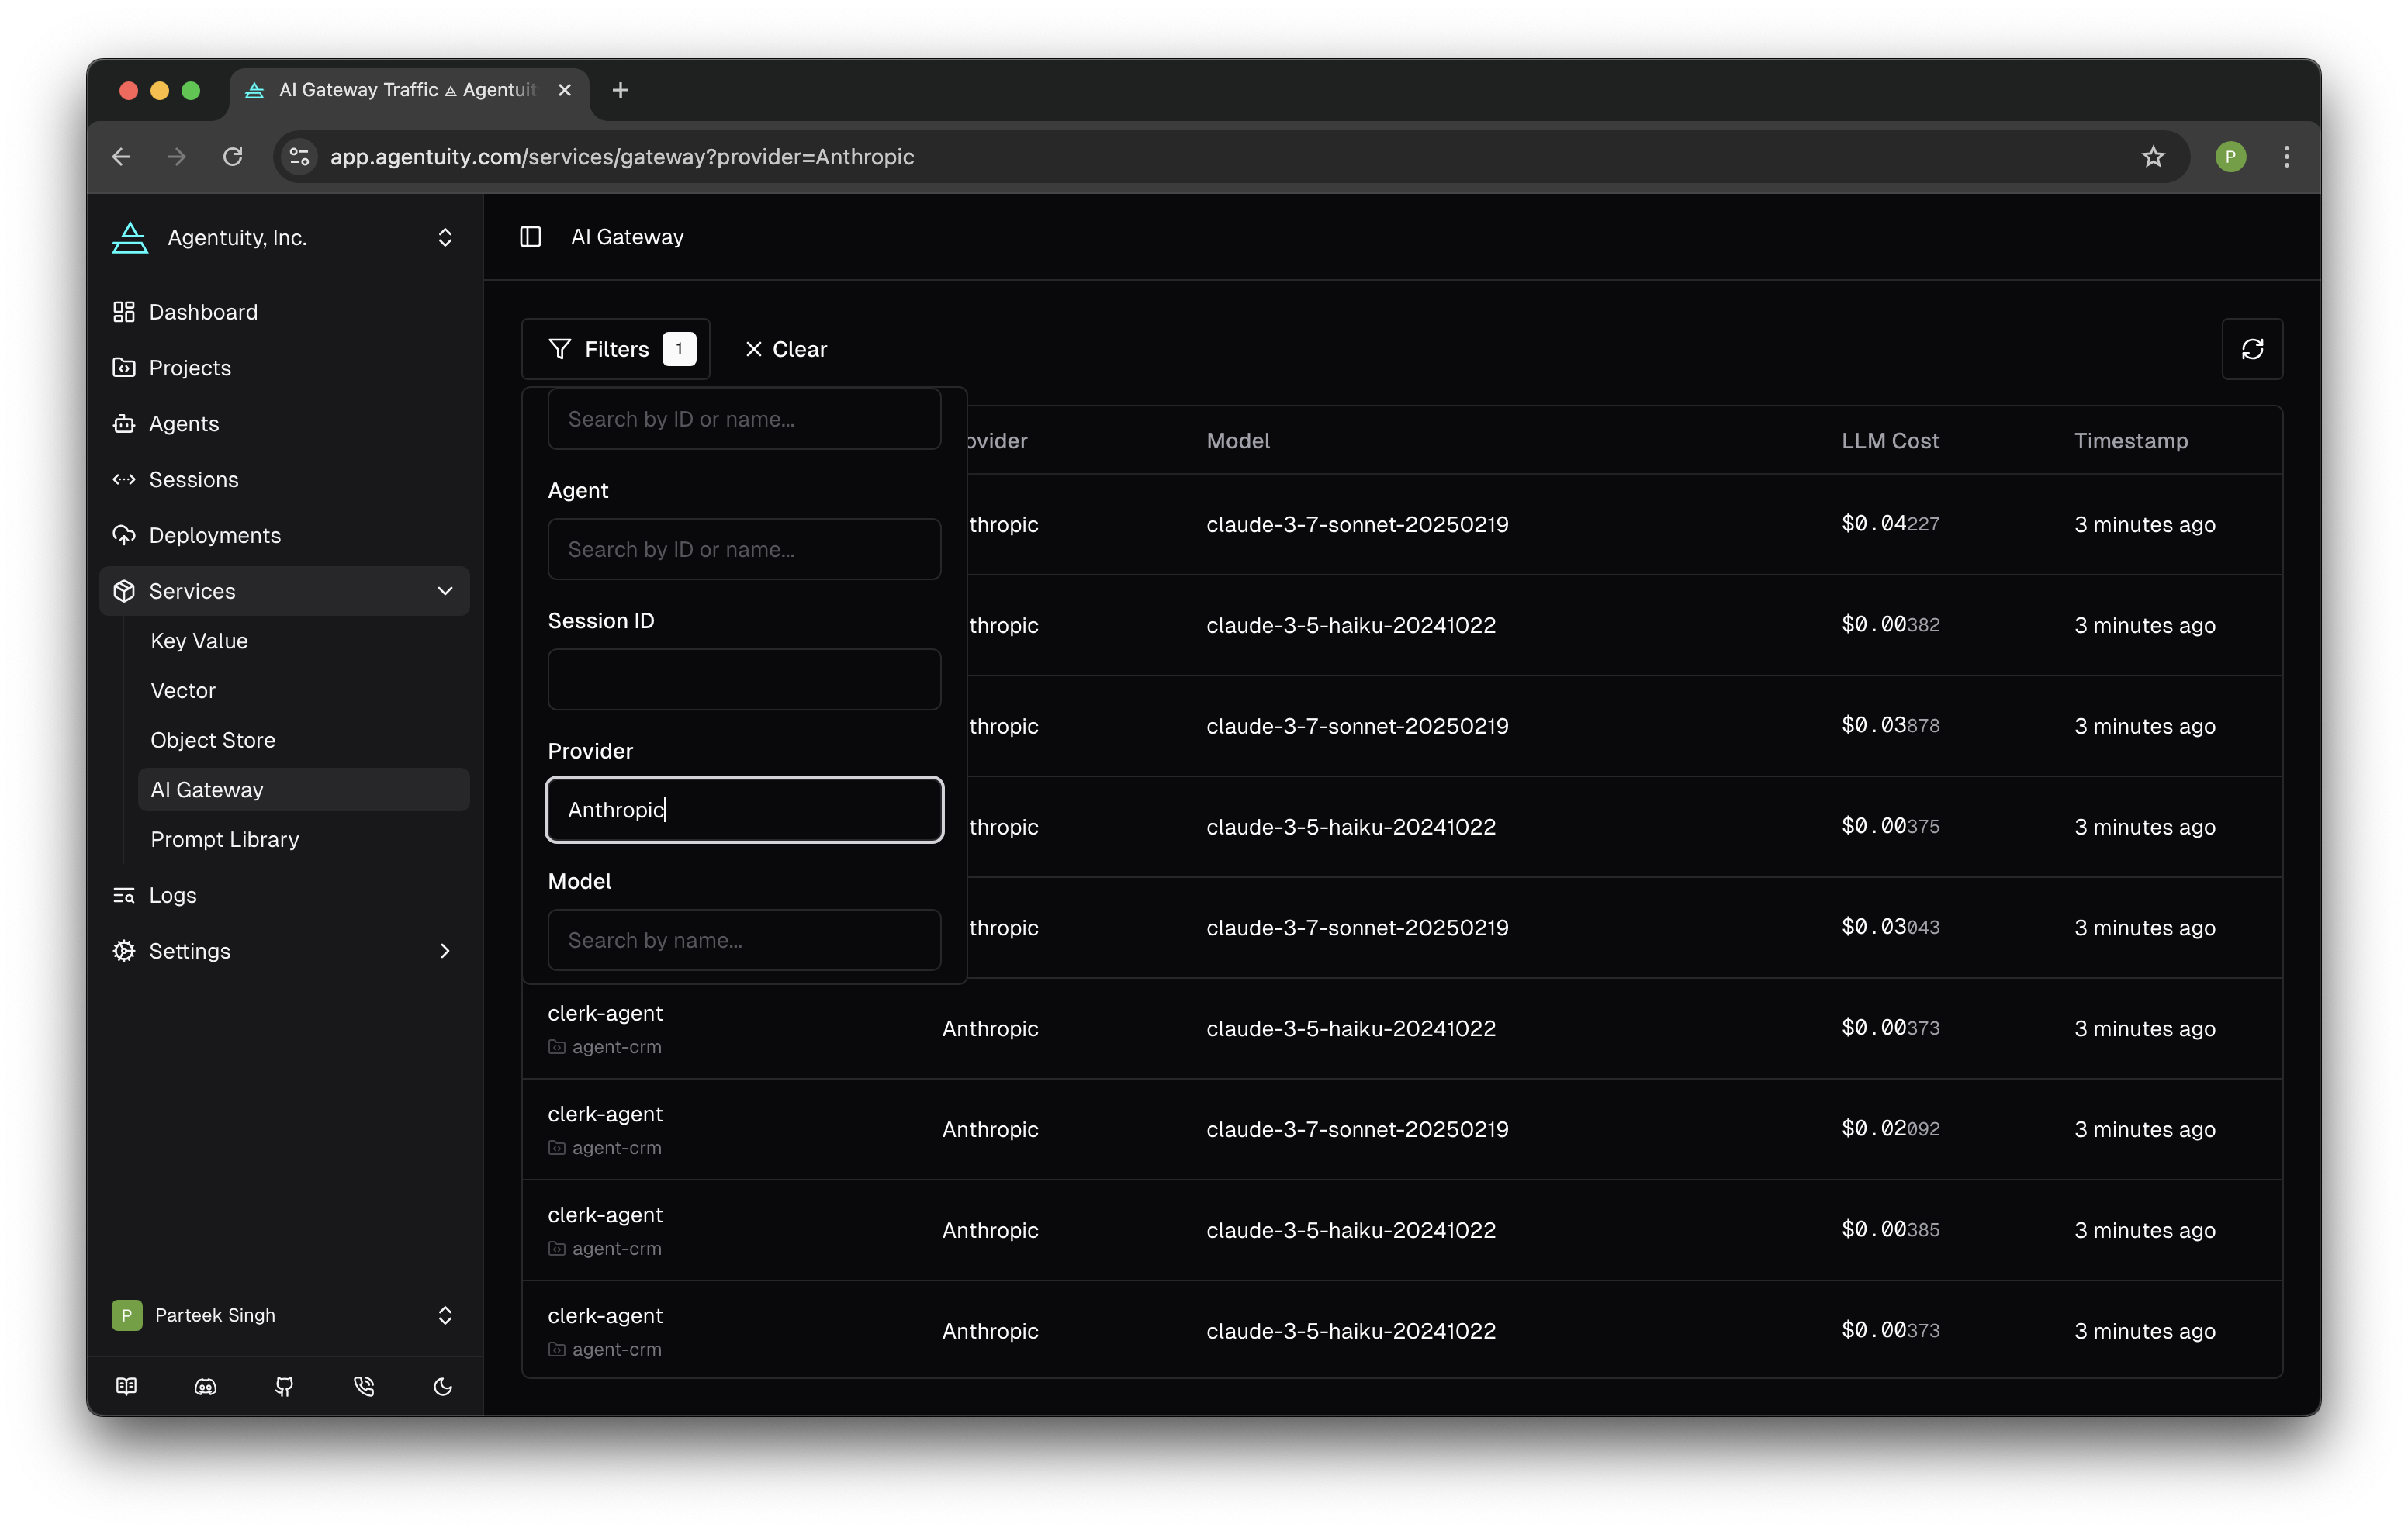 AI Gateway Traffic ⟁ Agentuit
app.agentuity.com/services/gateway?provider=Anthropic
P
Agentuity, Inc.
AI Gateway
Dashboard
Projects
Agents
Sessions
Deployments
Services
Key Value
Vector
Object Store
AI Gateway
Prompt Library
Logs
Settings
P Parteek Singh
Filters 1 Clear
Search by ID or name...
Agent
Search by ID or name...
Session ID
Provider
Anthropic
Model
Search by name...
ovider Model LLM Cost Timestamp
thropic claude-3-7-sonnet-20250219 $0.04227 3 minutes ago
thropic claude-3-5-haiku-20241022 $0.00382 3 minutes ago
thropic claude-3-7-sonnet-20250219 $0.03878 3 minutes ago
thropic claude-3-5-haiku-20241022 $0.00375 3 minutes ago
thropic claude-3-7-sonnet-20250219 $0.03043 3 minutes ago
clerk-agent
agent-crm
Anthropic claude-3-5-haiku-20241022 $0.00373 3 minutes ago
clerk-agent
agent-crm
Anthropic claude-3-7-sonnet-20250219 $0.02092 3 minutes ago
clerk-agent
agent-crm
Anthropic claude-3-5-haiku-20241022 $0.00385 3 minutes ago
clerk-agent
agent-crm
Anthropic claude-3-5-haiku-20241022 $0.00373 3 minutes ago